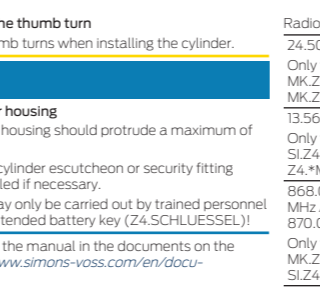 he thumb turn
mb turns when installing the cylinder.
r housing
housing should protrude a maximum of
cylinder escutcheon or security fitting
led if necessary.
ay only be carried out by trained personnel
tended battery key (Z4.SCHLUESSEL)!
the manual in the documents on the
ww.simons-voss.com/en/docu-
Radio
24.50
Only
MK.Z
MK.Z
13.56
Only
SI.Z4
Z4.*M
868.0
MHz
870.0
Only
MK.Z
SI.Z4